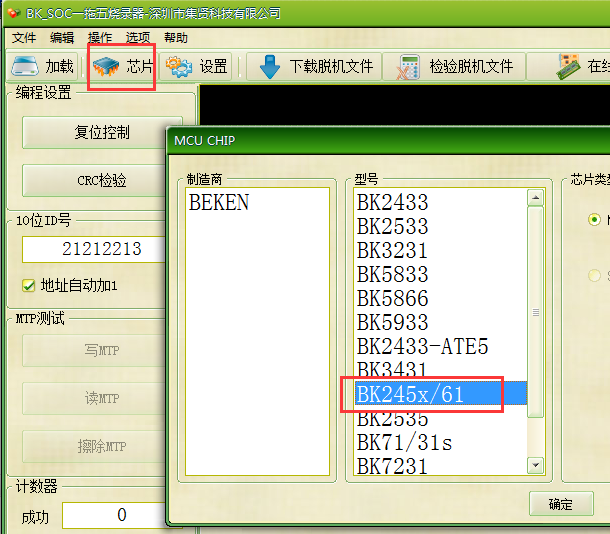 BK_SOC一拖五烧录器-深圳市集贤科技有限公司
文件 编辑 操作 选项 帮助
加载 芯片 设置 下载脱机文件 检验脱机文件 在线
编程设置
复位控制
CRC检验
10位ID号
21212213
地址自动加1
MTP测试
写MTP
读MTP
擦除MTP
计数器
成功 0
MCU CHIP
制造商
BEKEN
型号
BK2433
BK2533
BK3231
BK5833
BK5866
BK5933
BK2433-ATE5
BK3431
BK245x/61
BK2535
BK71/31s
BK7231
芯片类
确定